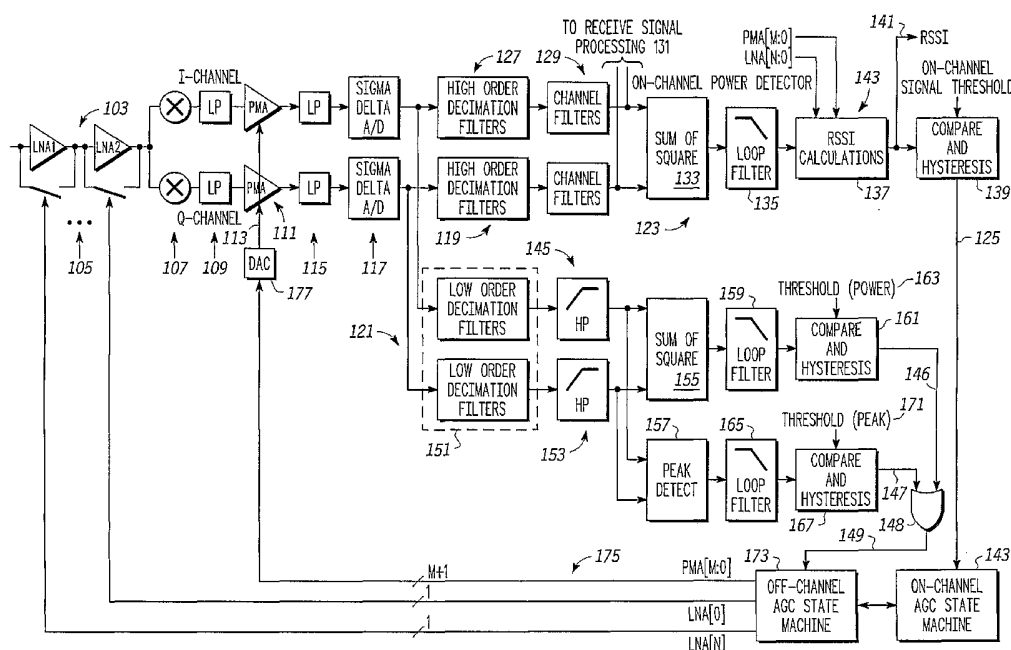 TO RECEIVE SIGNAL
PROCESSING 131
141
RSSI
PMA[M:0]
LNA[N:0]
127
129
I-CHANNEL
ON-CHANNEL POWER DETECTOR
143
ON-CHANNEL
SIGNAL THRESHOLD
103
LNA1
LNA2
LP
PMA
LP
SIGMA
DELTA
A/D
HIGH ORDER
DECIMATION
FILTERS
CHANNEL
FILTERS
SUM OF
SQUARE
133
LOOP
FILTER
135
RSSI
CALCULATIONS
137
COMPARE
AND
HYSTERESIS
139
LP
PMA
LP
SIGMA
DELTA
A/D
HIGH ORDER
DECIMATION
FILTERS
CHANNEL
FILTERS
Q-CHANNEL
113
111
105
107
109
115
117
119
123
125
DAC
177
145
121
LOW ORDER
DECIMATION
FILTERS
HP
LOW ORDER
DECIMATION
FILTERS
HP
151
153
SUM OF
SQUARE
155
159
LOOP
FILTER
THRESHOLD (POWER)
163
COMPARE
AND
HYSTERESIS
161
146
157
PEAK
DETECT
165
LOOP
FILTER
THRESHOLD (PEAK)
171
COMPARE
AND
HYSTERESIS
167
147
148
149
175
M+1
PMA[M:0]
1
LNA[0]
1
LNA[N]
173
OFF-CHANNEL
AGC STATE
MACHINE
143
ON-CHANNEL
AGC STATE
MACHINE